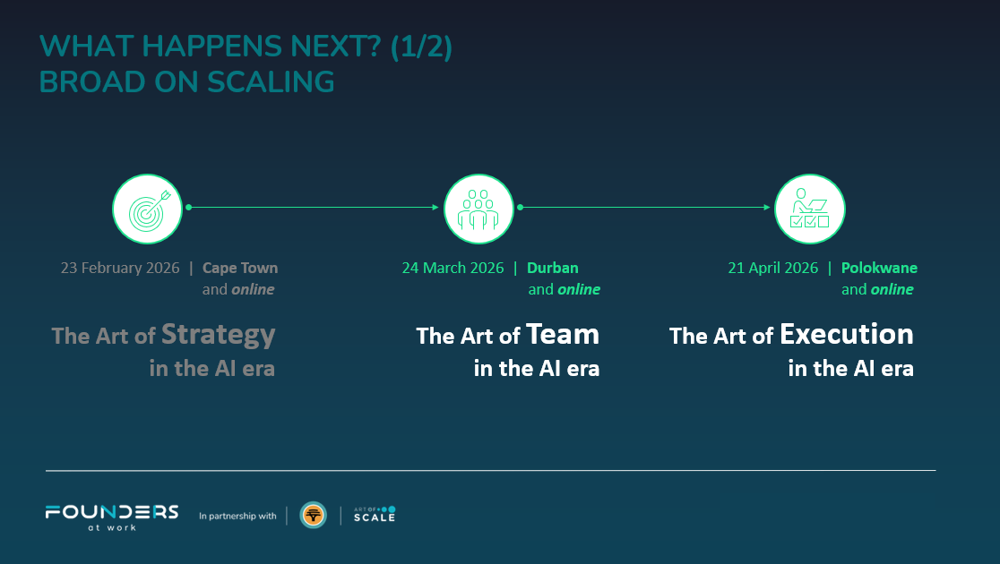 WHAT HAPPENS NEXT? (1/2)
BROAD ON SCALING
23 February 2026 | Cape Town
and online
The Art of Strategy
in the AI era
24 March 2026 | Durban
and online
The Art of Team
in the AI era
21 April 2026 | Polokwane
and online
The Art of Execution
in the AI era
FOUNDERS
at work
In partnership with
ART OF
SCALE